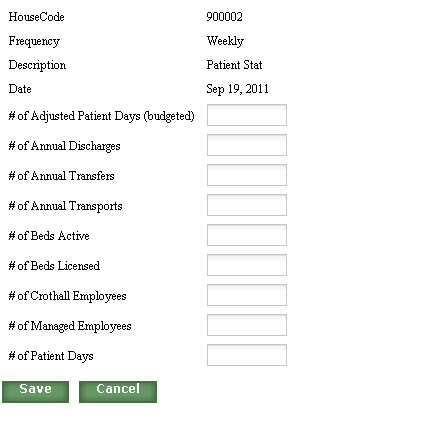 HouseCode 900002
Frequency Weekly
Description Patient Stat
Date Sep 19, 2011
# of Adjusted Patient Days (budgeted)
# of Annual Discharges
# of Annual Transfers
# of Annual Transports
# of Beds Active
# of Beds Licensed
# of Crothall Employees
# of Managed Employees
# of Patient Days
Save Cancel